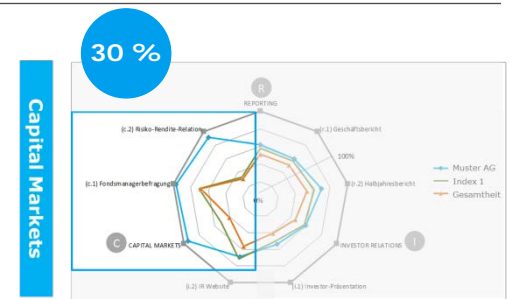 30 %
Capital Markets
R
REPORTING
(c.2) Risiko-Rendite-Relation
(r.1) Geschäftsbericht
100%
Muster AG
(c.1) Fondsmanagerbefragung
(r.2) Halbjahresbericht
Index 1
0%
Gesamtheit
C
CAPITAL MARKETS
INVESTOR RELATIONS
I
(i.2) IR Website
(i.1) Investor-Präsentation